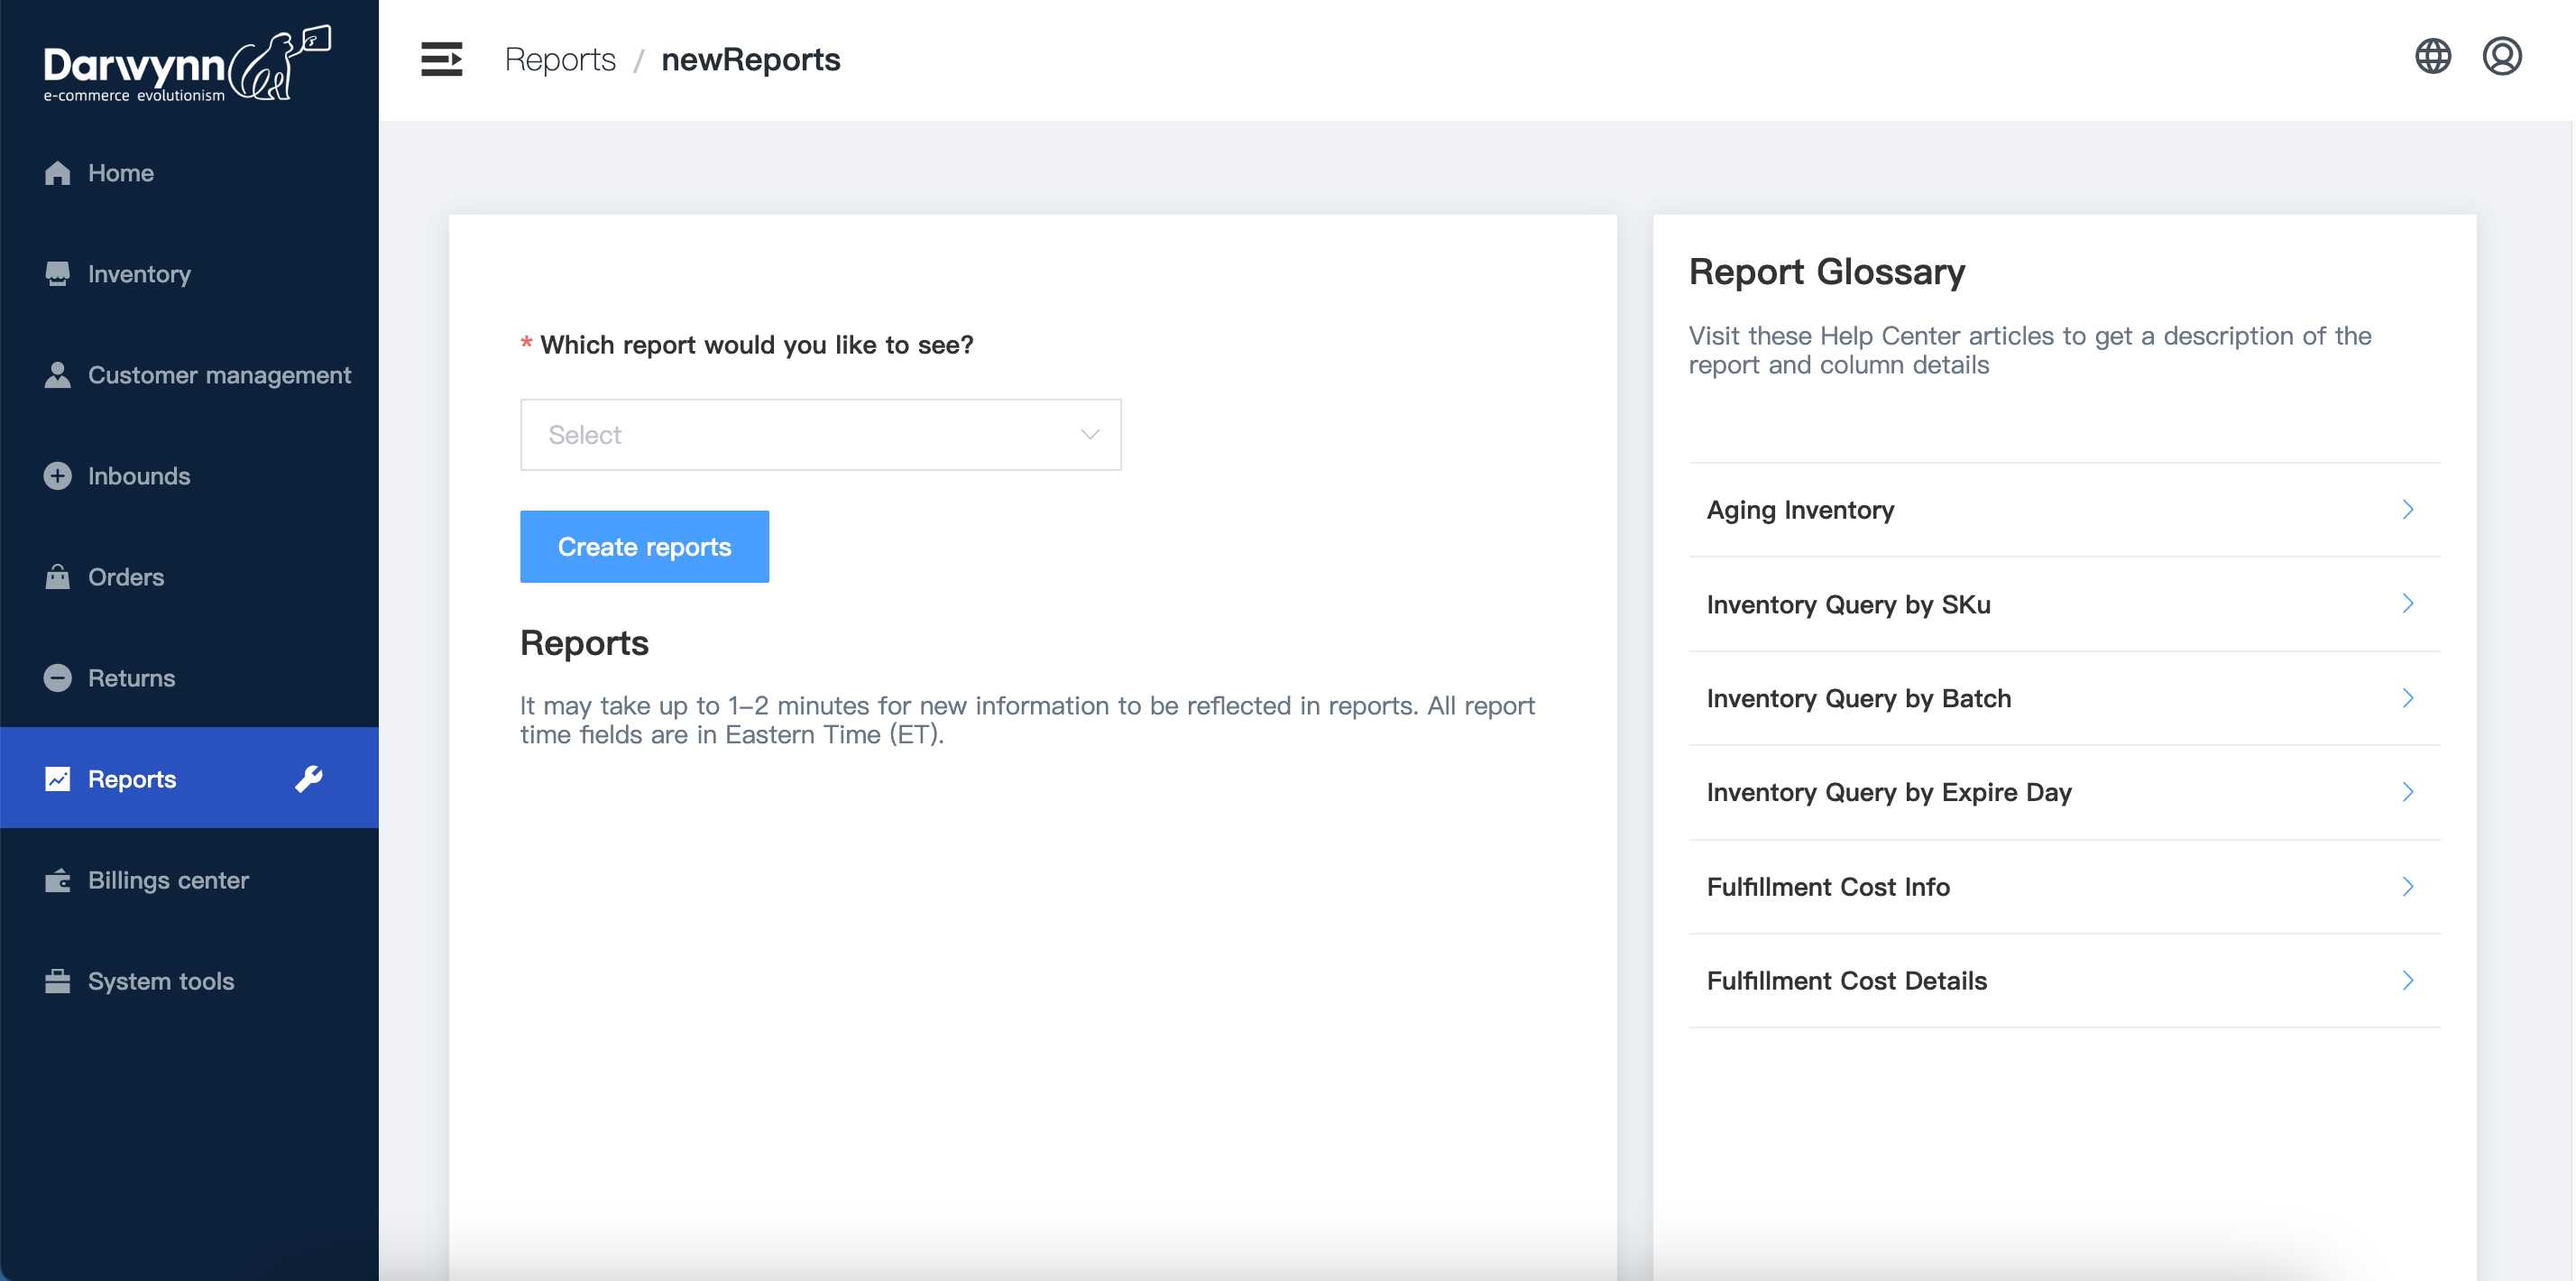 Darwynn
e-commerce evolutionism
Home
Inventory
Customer management
Inbounds
Orders
Returns
Reports
Billings center
System tools
Reports / newReports
* Which report would you like to see?
Select
Create reports
Reports
It may take up to 1–2 minutes for new information to be reflected in reports. All report
time fields are in Eastern Time (ET).
Report Glossary
Visit these Help Center articles to get a description of the
report and column details
Aging Inventory
Inventory Query by SKu
Inventory Query by Batch
Inventory Query by Expire Day
Fulfillment Cost Info
Fulfillment Cost Details